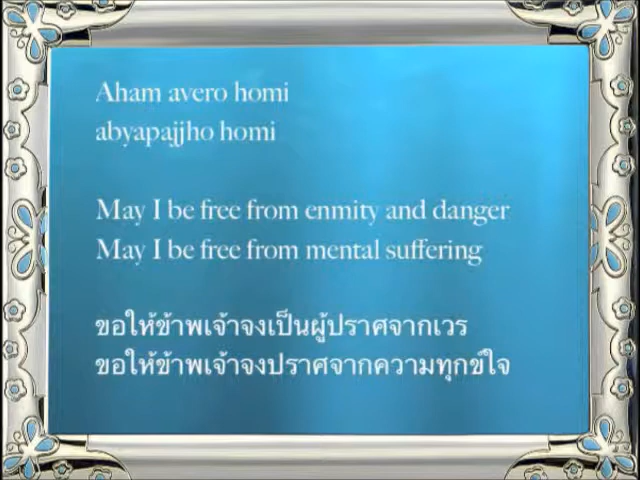 Aham avero homi
abyapajjho homi
May I be free from enmity and danger
May I be free from mental suffering
ขอให้ข้าพเจ้าจงเป็นผู้ปราศจากเวร
ขอให้ข้าพเจ้าจงปราศจากความทุกข์ใจ